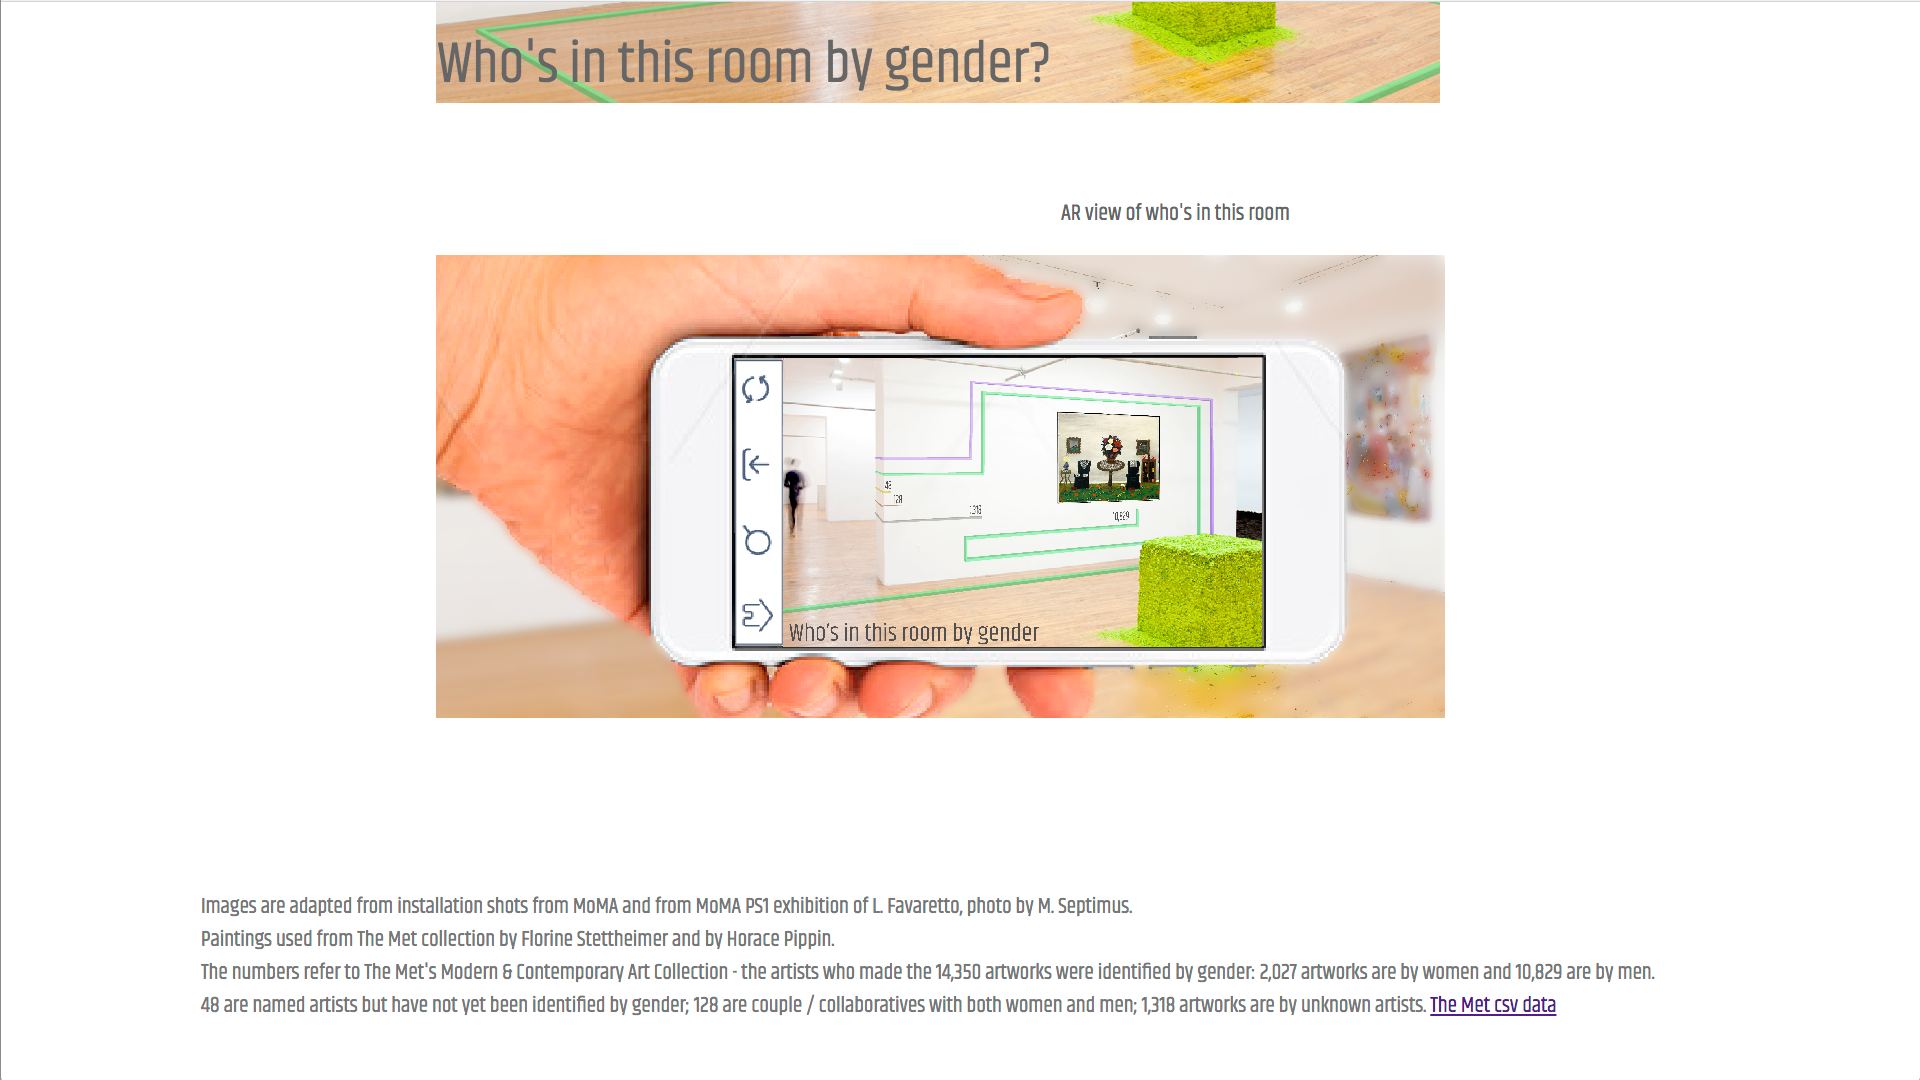 Who's in this room by gender?
AR view of who's in this room
48
128
1,318
10,829
Who's in this room by gender
Images are adapted from installation shots from MoMA and from MoMA PS1 exhibition of L. Favaretto, photo by M. Septimus.
Paintings used from The Met collection by Florine Stettheimer and by Horace Pippin.
The numbers refer to The Met's Modern & Contemporary Art Collection - the artists who made the 14,350 artworks were identified by gender: 2,027 artworks are by women and 10,829 are by men.
48 are named artists but have not yet been identified by gender; 128 are couple / collaboratives with both women and men; 1,318 artworks are by unknown artists. The Met csv data